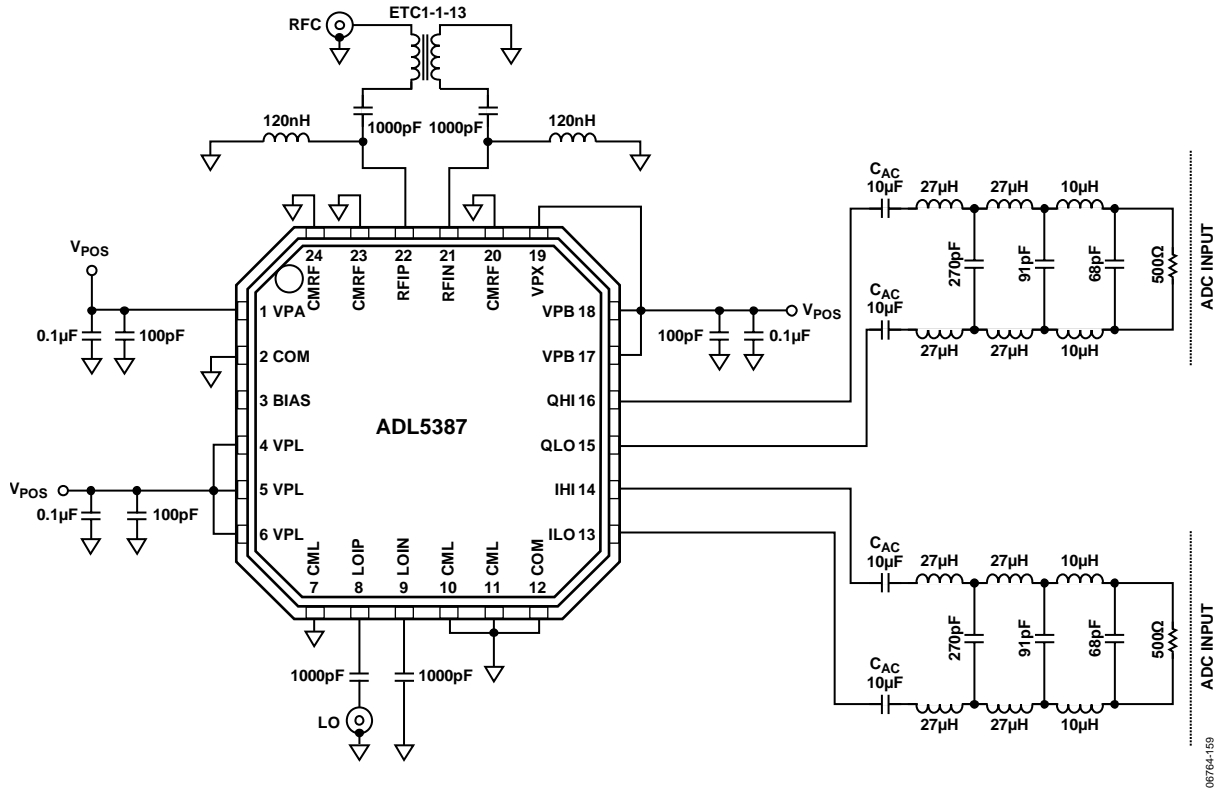 ETC1-1-13
RFC
1000pF 1000pF
120nH
120nH
VPOS
0.1µF
100pF
24 CMRF
23 CMRF
22 RFIP
21 RFIN
20 CMRF
19 VPX
1 VPA
2 COM
3 BIAS
4 VPL
5 VPL
6 VPL
ADL5387
VPB 18
VPB 17
QHI 16
QLO 15
IHI 14
ILO 13
CML 7
LOIP 8
LOIN 9
CML 10
CML 11
COM 12
VPOS
0.1µF
100pF
100pF
0.1µF
VPOS
1000pF
1000pF
LO
CAC
10µF
27µH
27µH
10µH
270pF
91pF
68pF
500Ω
ADC INPUT
CAC
10µF
27µH
27µH
10µH
CAC
10µF
27µH
27µH
10µH
270pF
91pF
68pF
500Ω
ADC INPUT
CAC
10µF
27µH
27µH
10µH
06764-159